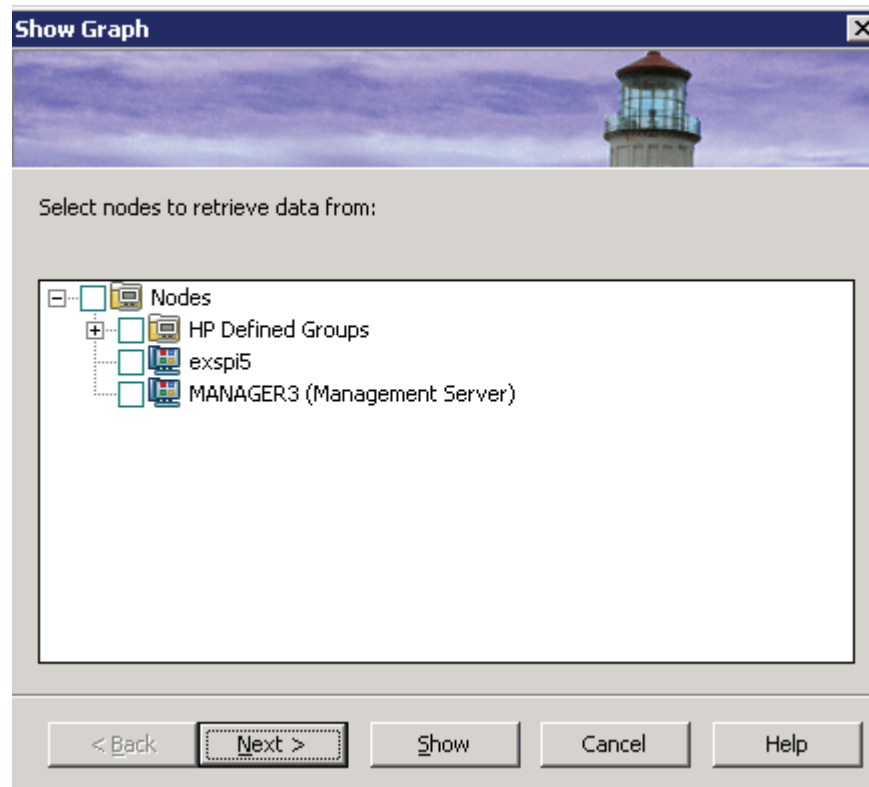 Show Graph
Select nodes to retrieve data from:
Nodes
HP Defined Groups
exspi5
MANAGER3 (Management Server)
< Back Next > Show Cancel Help